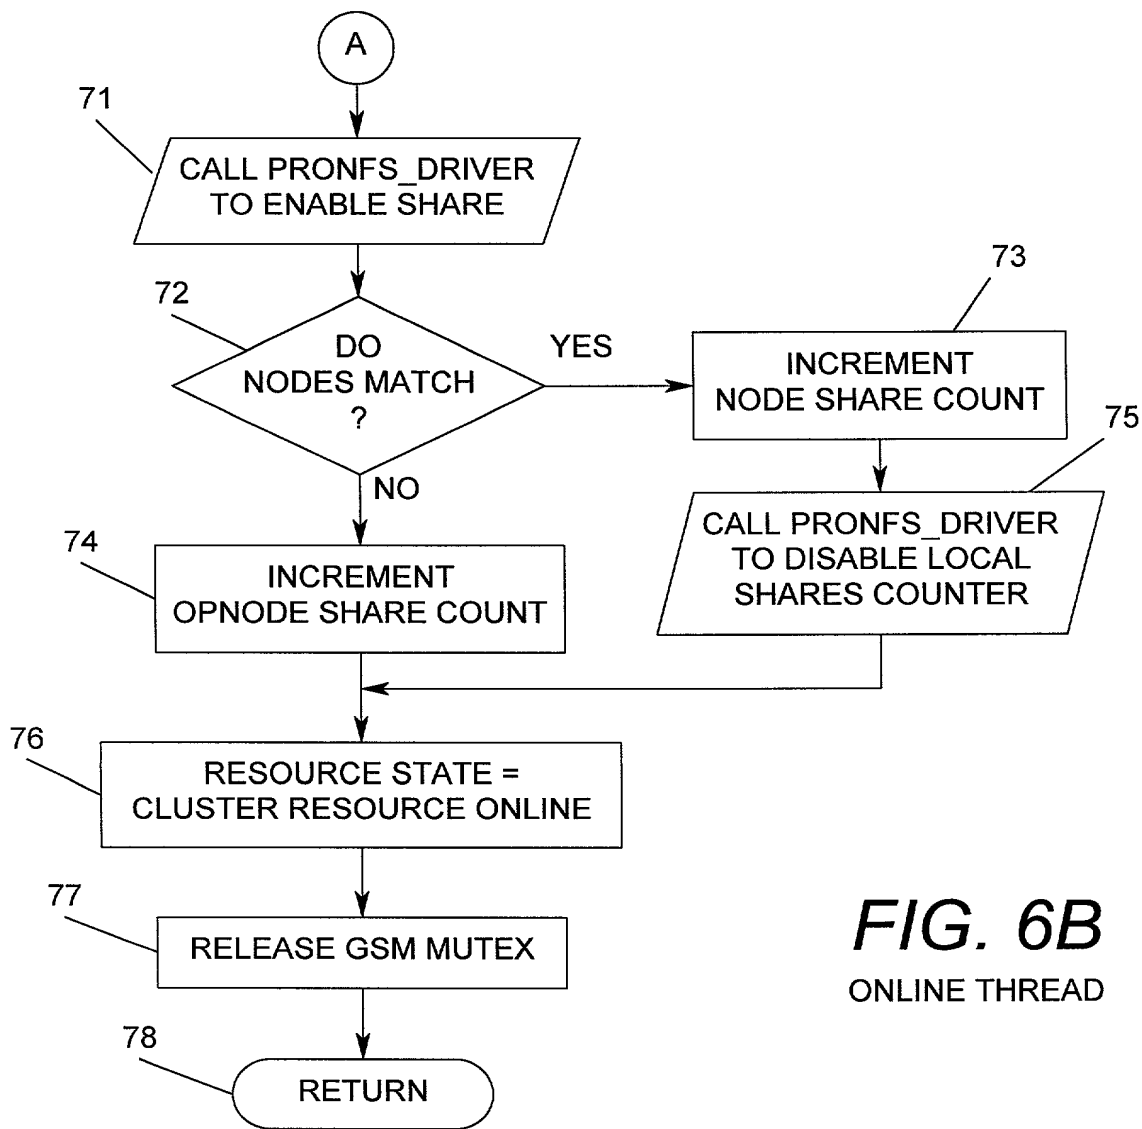 A
71
CALL PRONFS_DRIVER
TO ENABLE SHARE
72
DO
NODES MATCH
?
YES
73
INCREMENT
NODE SHARE COUNT
75
CALL PRONFS_DRIVER
TO DISABLE LOCAL
SHARES COUNTER
NO
74
INCREMENT
OPNODE SHARE COUNT
76
RESOURCE STATE =
CLUSTER RESOURCE ONLINE
77
RELEASE GSM MUTEX
78
RETURN
FIG. 6B
ONLINE THREAD